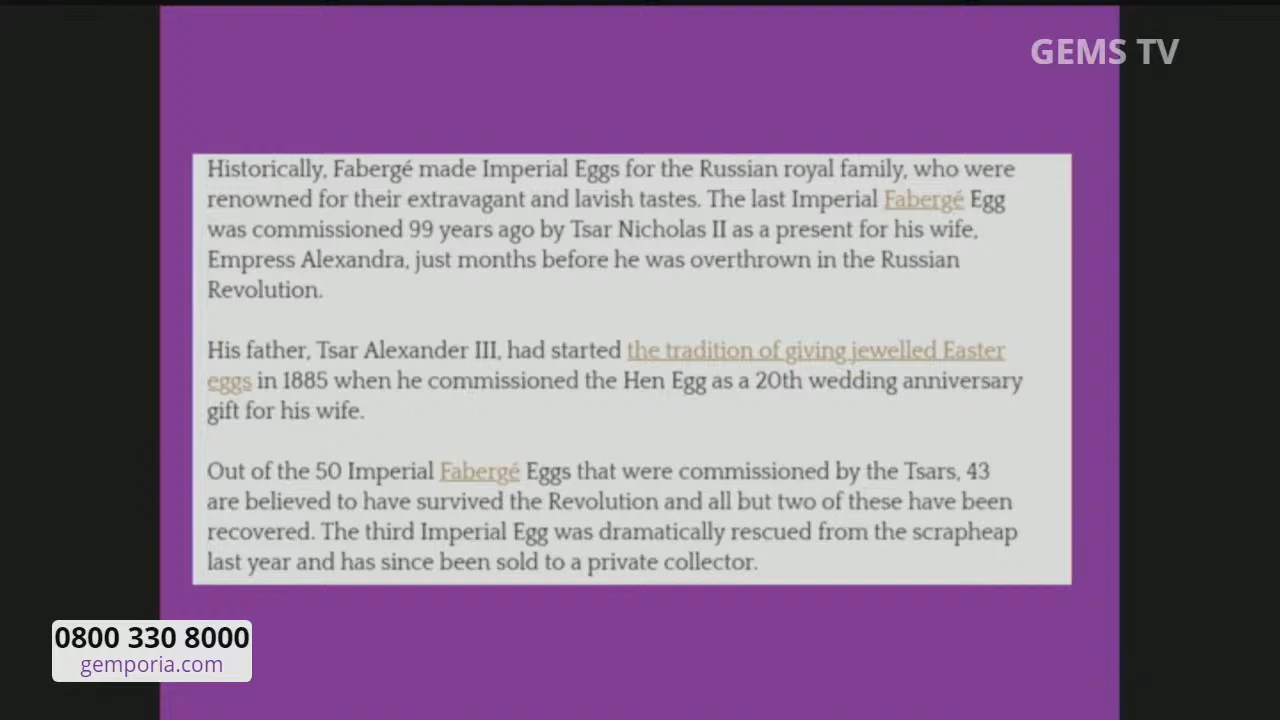 GEMS TV
Historically, Fabergé made Imperial Eggs for the Russian royal family, who were
renowned for their extravagant and lavish tastes. The last Imperial Fabergé Egg
was commissioned 99 years ago by Tsar Nicholas II as a present for his wife,
Empress Alexandra, just months before he was overthrown in the Russian
Revolution.
His father, Tsar Alexander III, had started the tradition of giving jewelled Easter
eggs in 1885 when he commissioned the Hen Egg as a 20th wedding anniversary
gift for his wife.
Out of the 50 Imperial Fabergé Eggs that were commissioned by the Tsars, 43
are believed to have survived the Revolution and all but two of these have been
recovered. The third Imperial Egg was dramatically rescued from the scrapheap
last year and has since been sold to a private collector.
0800 330 8000
gemporia.com